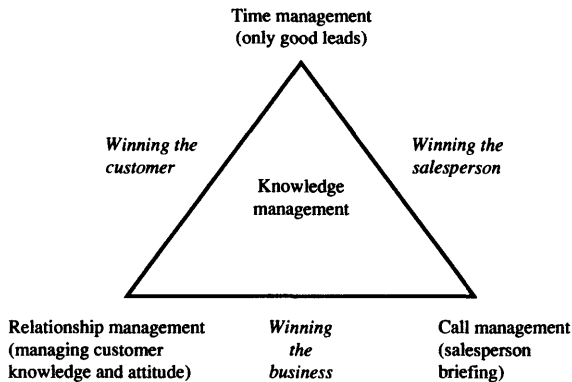 Time management
(only good leads)
Winning the
customer
Winning the
salesperson
Knowledge
management
Relationship management
(managing customer
knowledge and attitude)
Winning
the
business
Call management
(salesperson
briefing)